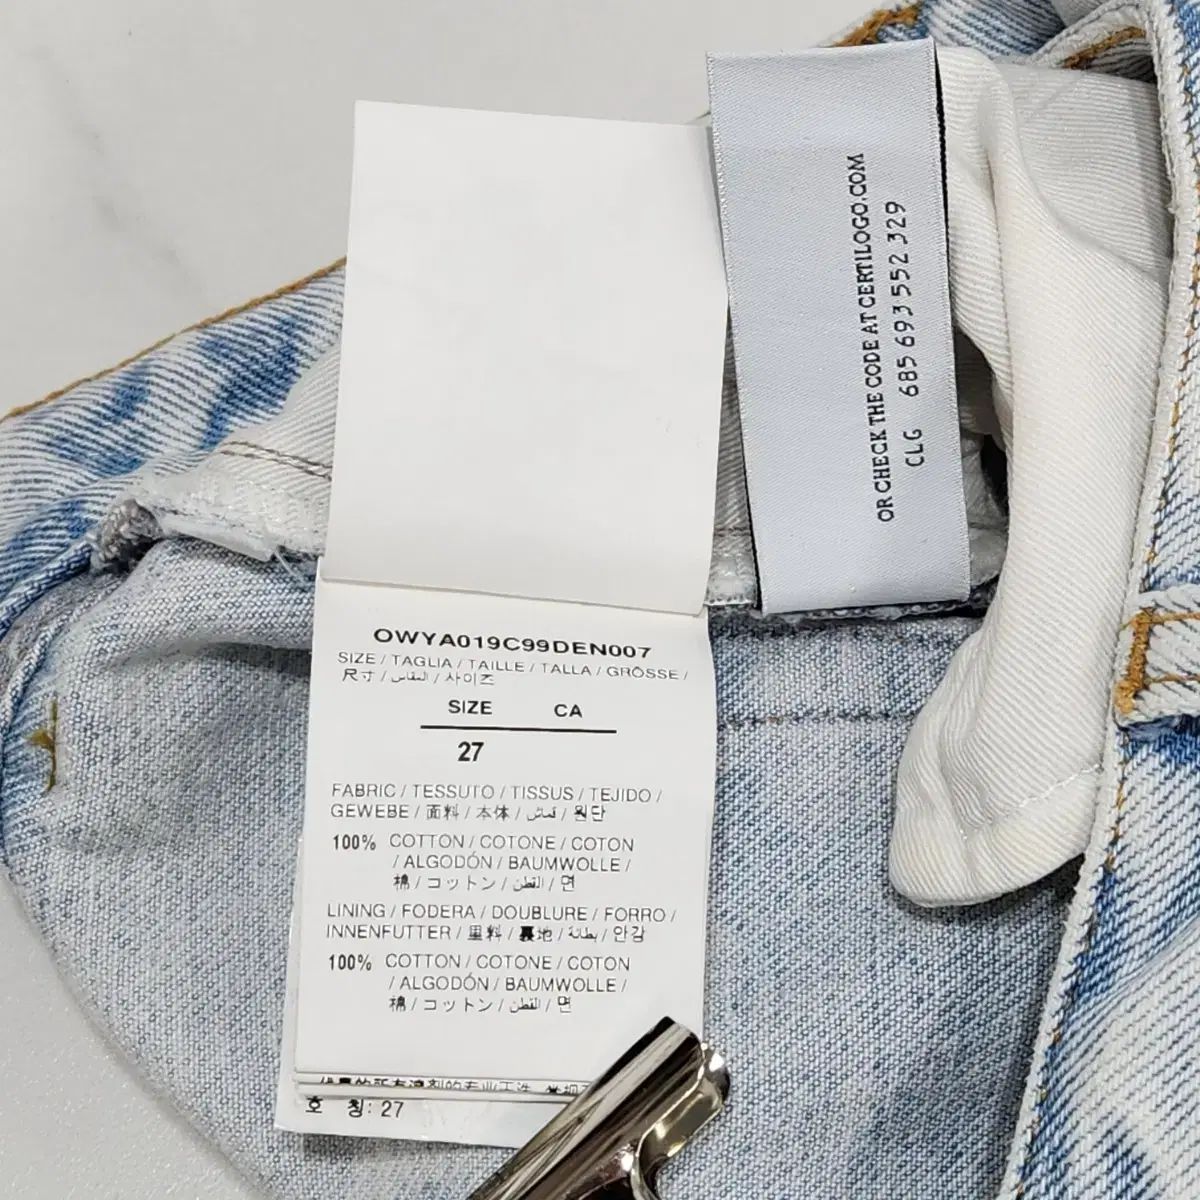 OR CHECK THE CODE AT CERTILOGO.COM
CLG 685 693 552 329
OWYA019C99DEN007
SIZE / TAGLIA / TAILLE / TALLA / GRÖSSE /
尺寸 / المقاس / 사이즈
SIZE CA
27
FABRIC / TESSUTO / TISSUS / TEJIDO /
GEWEBE / 面料 / 本体 / قماش / 원단
100% COTTON / COTONE / COTON
/ ALGODÓN / BAUMWOLLE /
棉 / コットン / القطن / 면
LINING / FODERA / DOUBLURE / FORRO /
INNENFUTTER / 里料 / 裏地 / بطانة / 안감
100% COTTON / COTONE / COTON
/ ALGODÓN / BAUMWOLLE /
棉 / コットン / القطن / 면
호 칭: 27